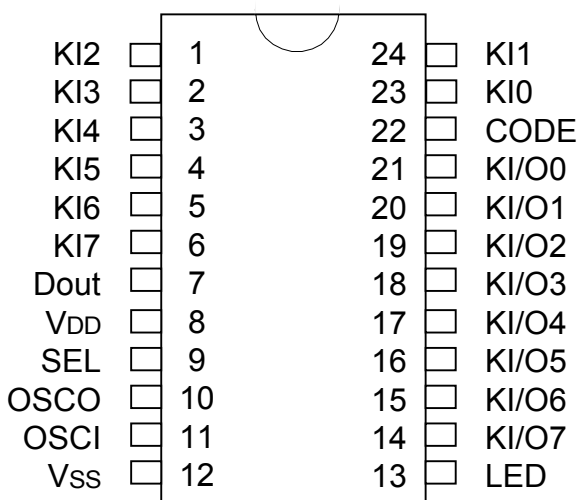 KI2 1 24 KI1
KI3 2 23 KI0
KI4 3 22 CODE
KI5 4 21 KI/O0
KI6 5 20 KI/O1
KI7 6 19 KI/O2
Dout 7 18 KI/O3
VDD 8 17 KI/O4
SEL 9 16 KI/O5
OSCO 10 15 KI/O6
OSCI 11 14 KI/O7
VSS 12 13 LED